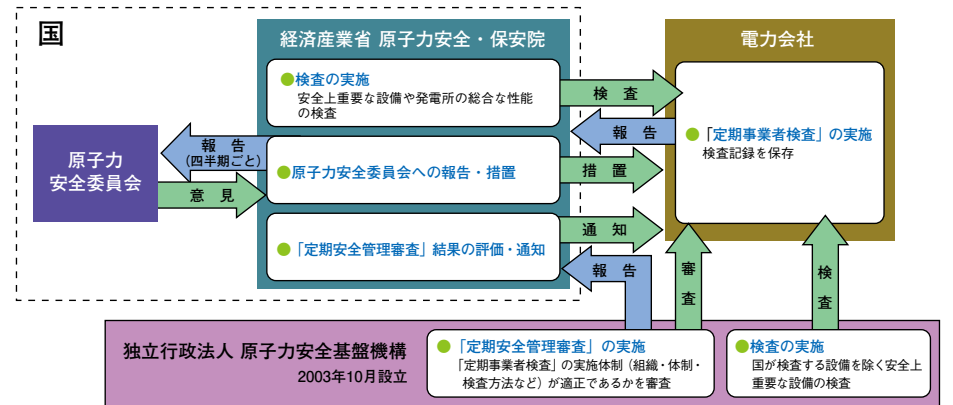 国
経済産業省 原子力安全・保安院
電力会社
●検査の実施
安全上重要な設備や発電所の総合な性能
の検査
検 査
報 告
●「定期事業者検査」の実施
検査記録を保存
原子力
安全委員会
報 告
(四半期ごと)
意 見
●原子力安全委員会への報告・措置
措 置
●「定期安全管理審査」結果の評価・通知
通 知
報 告
審
査
検
査
独立行政法人 原子力安全基盤機構
2003年10月設立
●「定期安全管理審査」の実施
「定期事業者検査」の実施体制(組織・体制・
検査方法など)が適正であるかを審査
●検査の実施
国が検査する設備を除く安全上
重要な設備の検査